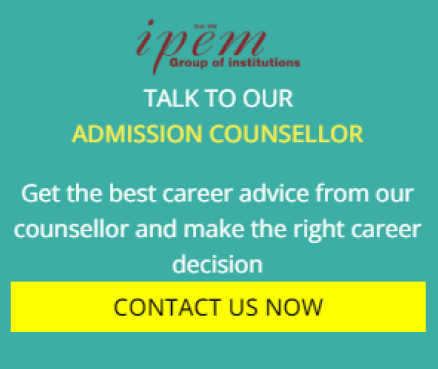 ipem
Group of institutions
TALK TO OUR
ADMISSION COUNSELLOR
Get the best career advice from our
counsellor and make the right career
decision
CONTACT US NOW